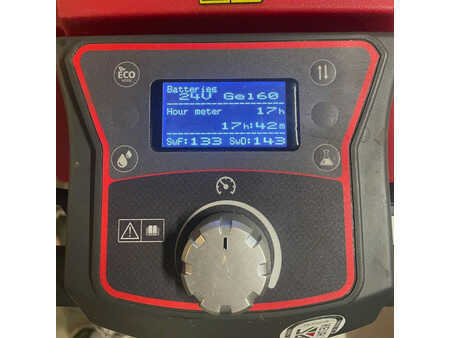 Batteries
24V Gel60
Hour meter 17h
17h:42m
SwF:133 SwD:143
ECO